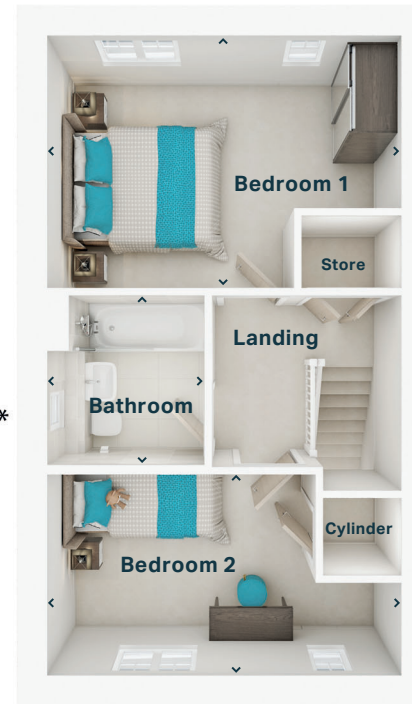 Bedroom 1
Store
Landing
Bathroom
*
Cylinder
Bedroom 2